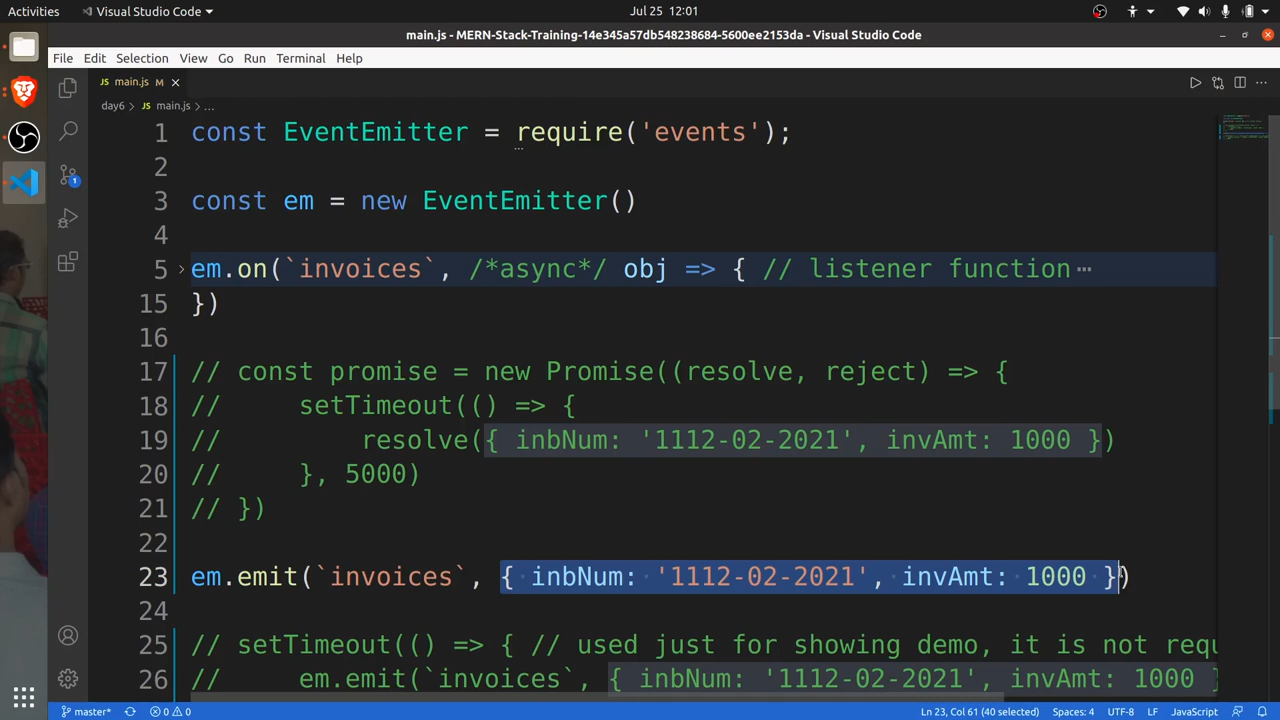 Activities Visual Studio Code Jul 25 12:01
main.js - MERN-Stack-Training-14e345a57db548238684-5600ee2153da - Visual Studio Code
File Edit Selection View Go Run Terminal Help
main.js M
day6 > main.js > ...
1 const EventEmitter = require('events');
2
3 const em = new EventEmitter()
4
5 em.on(`invoices`, /*async*/ obj => { // listener function⋯
15 })
16
17 // const promise = new Promise((resolve, reject) => {
18 // setTimeout(() => {
19 // resolve({ inbNum: '1112-02-2021', invAmt: 1000 })
20 // }, 5000)
21 // })
22
23 em.emit(`invoices`, { inbNum: '1112-02-2021', invAmt: 1000 })
24
25 // setTimeout(() => { // used just for showing demo, it is not requ
26 // em.emit(`invoices`, { inbNum: '1112-02-2021', invAmt: 1000 }
1
master* 0 0 Ln 23, Col 61 (40 selected) Spaces: 4 UTF-8 LF JavaScript